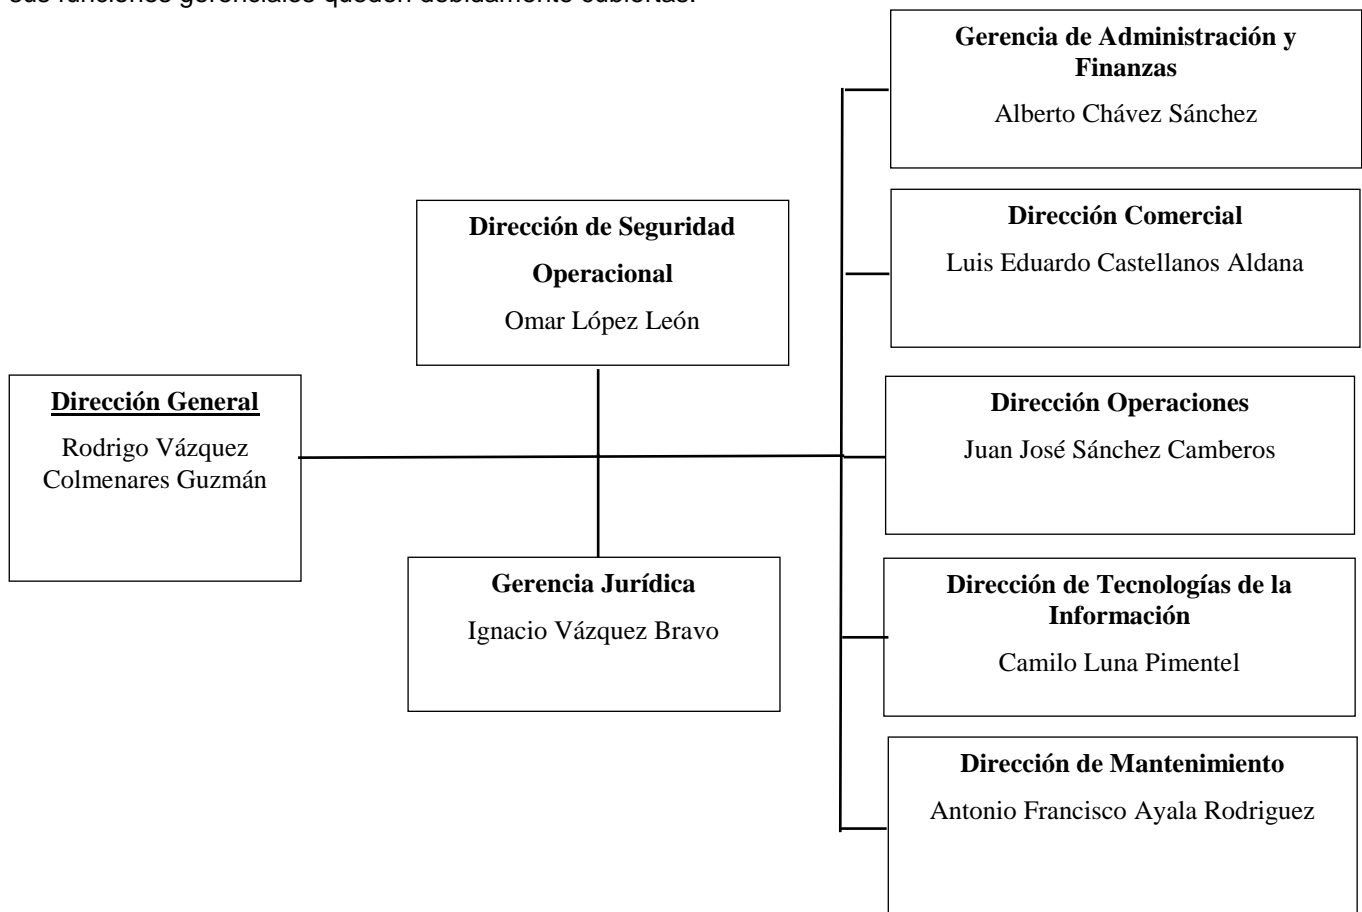 sus funciones gerenciales queden debidamente cubiertas.
Gerencia de Administración y
Finanzas
Alberto Chávez Sánchez
Dirección Comercial
Luis Eduardo Castellanos Aldana
Dirección de Seguridad
Operacional
Omar López León
Dirección General
Rodrigo Vázquez
Colmenares Guzmán
Dirección Operaciones
Juan José Sánchez Camberos
Gerencia Jurídica
Ignacio Vázquez Bravo
Dirección de Tecnologías de la
Información
Camilo Luna Pimentel
Dirección de Mantenimiento
Antonio Francisco Ayala Rodriguez